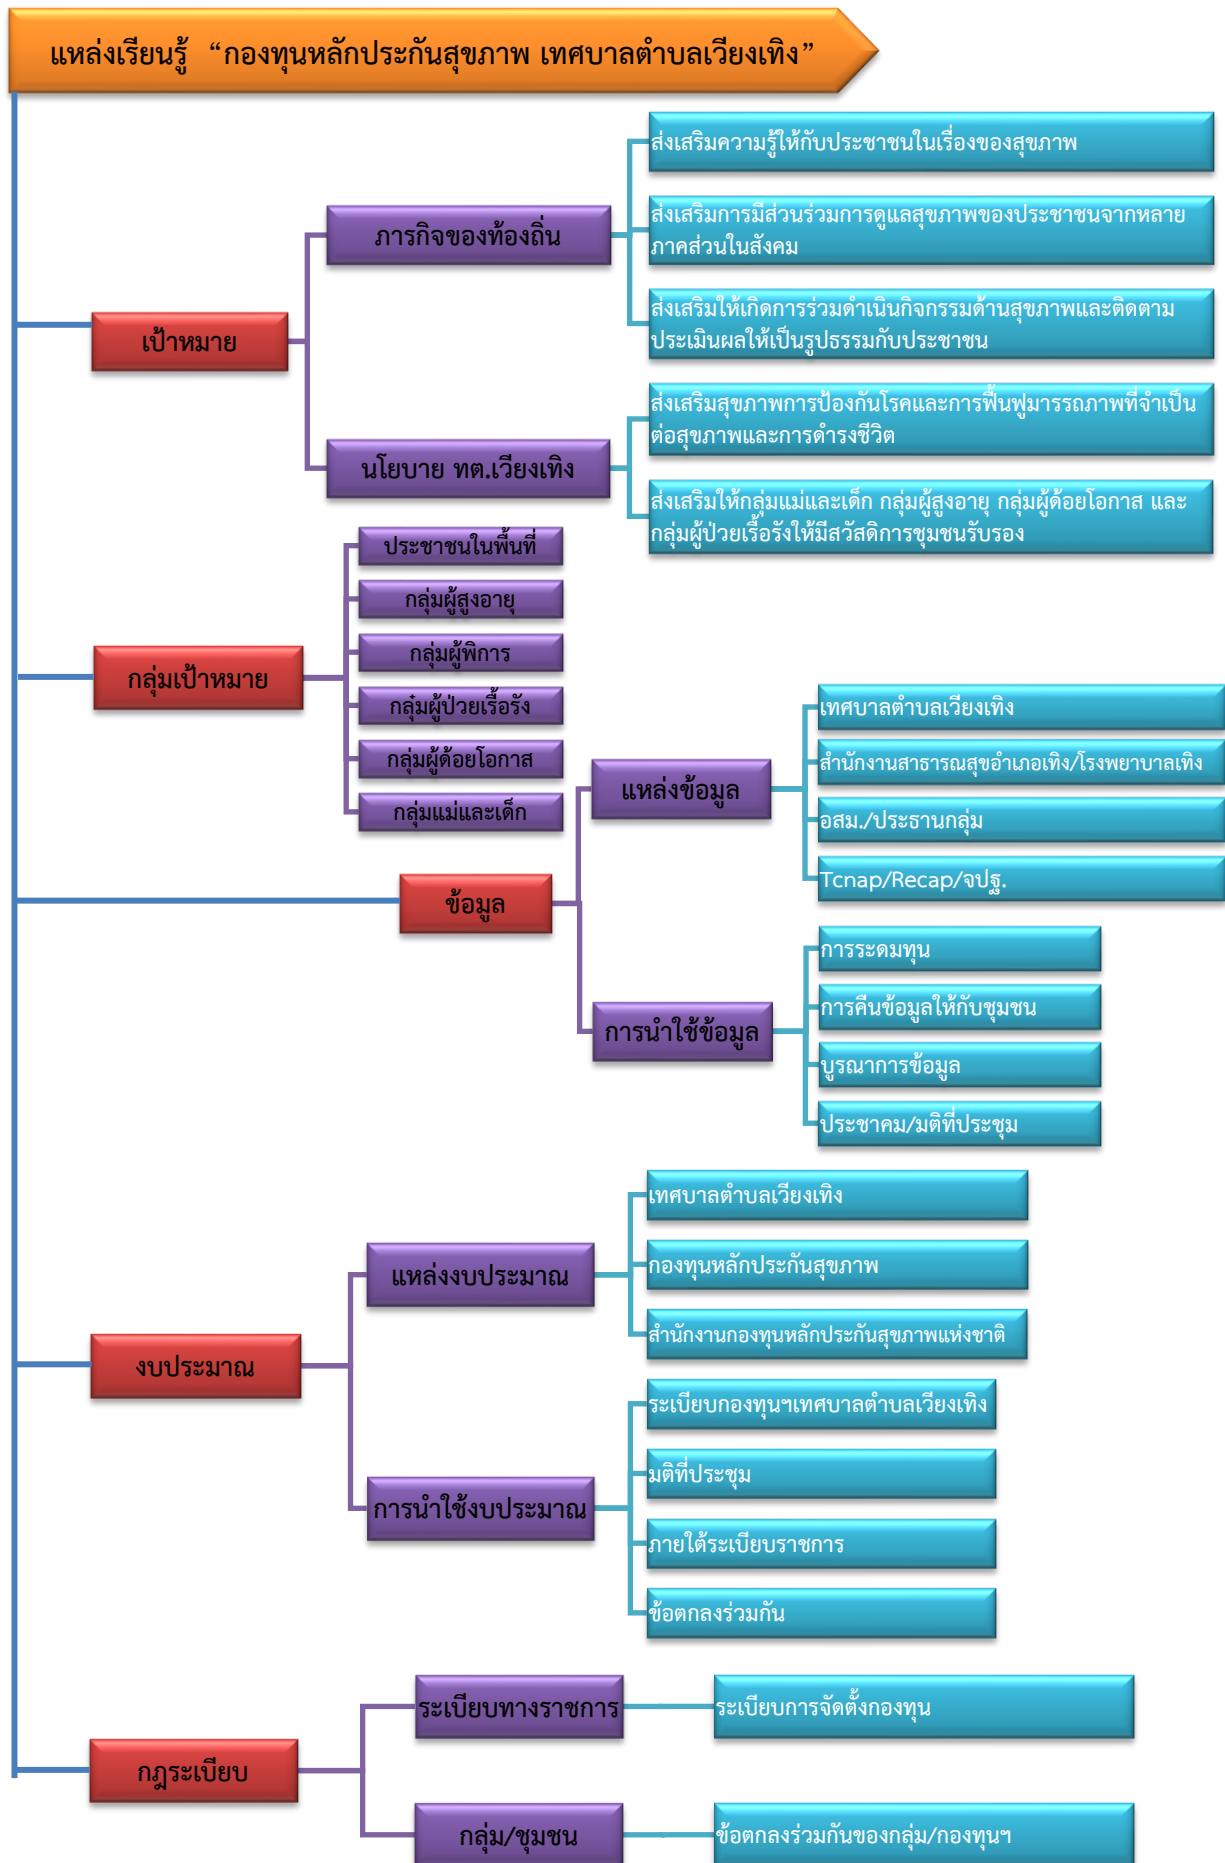 แหล่งเรียนรู้ “กองทุนหลักประกันสุขภาพ เทศบาลตำบลเวียงเทิง”
เป้าหมาย
ภารกิจของท้องถิ่น
ส่งเสริมความรู้ให้กับประชาชนในเรื่องของสุขภาพ
ส่งเสริมการมีส่วนร่วมการดูแลสุขภาพของประชาชนจากหลาย
ภาคส่วนในสังคม
ส่งเสริมให้เกิดการร่วมดำเนินกิจกรรมด้านสุขภาพและติดตาม
ประเมินผลให้เป็นรูปธรรมกับประชาชน
นโยบาย ทต.เวียงเทิง
ส่งเสริมสุขภาพการป้องกันโรคและการฟื้นฟูมารรถภาพที่จำเป็น
ต่อสุขภาพและการดำรงชีวิต
ส่งเสริมให้กลุ่มแม่และเด็ก กลุ่มผู้สูงอายุ กลุ่มผู้ด้อยโอกาส และ
กลุ่มผู้ป่วยเรื้อรังให้มีสวัสดิการชุมชนรับรอง
กลุ่มเป้าหมาย
ประชาชนในพื้นที่
กลุ่มผู้สูงอายุ
กลุ่มผู้พิการ
กลุ่มผู้ป่วยเรื้อรัง
กลุ่มผู้ด้อยโอกาส
กลุ่มแม่และเด็ก
ข้อมูล
แหล่งข้อมูล
เทศบาลตำบลเวียงเทิง
สำนักงานสาธารณสุขอำเภอเทิง/โรงพยาบาลเทิง
อสม./ประธานกลุ่ม
Tcnap/Recap/จปฐ.
การนำใช้ข้อมูล
การระดมทุน
การคืนข้อมูลให้กับชุมชน
บูรณาการข้อมูล
ประชาคม/มติที่ประชุม
งบประมาณ
แหล่งงบประมาณ
เทศบาลตำบลเวียงเทิง
กองทุนหลักประกันสุขภาพ
สำนักงานกองทุนหลักประกันสุขภาพแห่งชาติ
การนำใช้งบประมาณ
ระเบียบกองทุนฯเทศบาลตำบลเวียงเทิง
มติที่ประชุม
ภายใต้ระเบียบราชการ
ข้อตกลงร่วมกัน
กฎระเบียบ
ระเบียบทางราชการ
ระเบียบการจัดตั้งกองทุน
กลุ่ม/ชุมชน
ข้อตกลงร่วมกันของกลุ่ม/กองทุนฯ